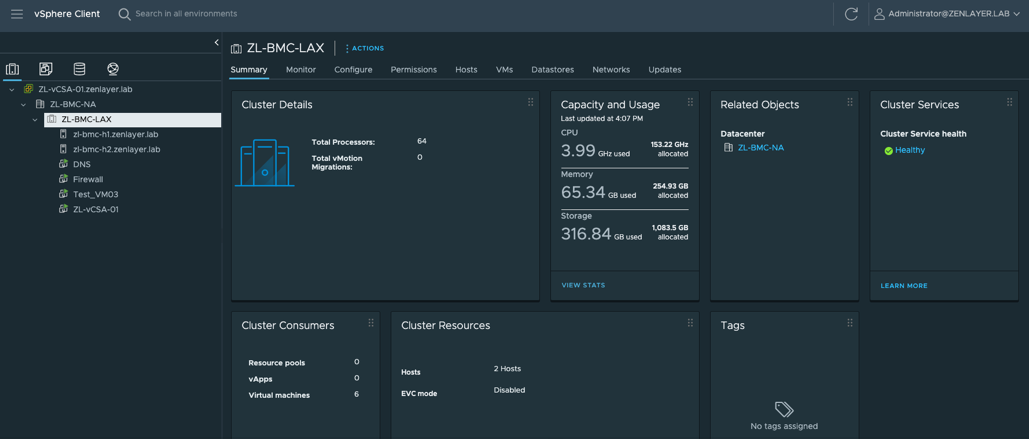 vSphere Client
Search in all environments
Administrator@ZENLAYER.LAB
ZL-vCSA-01.zenlayer.lab
ZL-BMC-NA
ZL-BMC-LAX
zl-bmc-h1.zenlayer.lab
zl-bmc-h2.zenlayer.lab
DNS
Firewall
Test_VM03
ZL-vCSA-01
ZL-BMC-LAX
ACTIONS
Summary Monitor Configure Permissions Hosts VMs Datastores Networks Updates
Cluster Details
Total Processors: 64
Total vMotion 0
Migrations:
Capacity and Usage
Last updated at 4:07 PM
CPU
3.99 GHz used
153.22 GHz
allocated
Memory
65.34 GB used
254.93 GB
allocated
Storage
316.84 GB used
1,083.5 GB
allocated
VIEW STATS
Related Objects
Datacenter
ZL-BMC-NA
Cluster Services
Cluster Service health
Healthy
LEARN MORE
Cluster Consumers
Resource pools 0
vApps 0
Virtual machines 6
Cluster Resources
Hosts 2 Hosts
EVC mode Disabled
Tags
No tags assigned